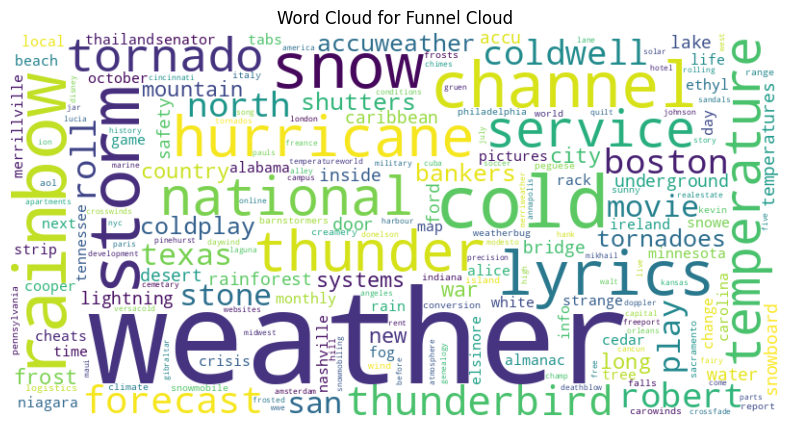 Word Cloud for Funnel Cloud
local
thailandsenator
tabs
accuweather
accu
coldwell
lake
beach
tornado
snow
frosts
chimes
america
lane
solar
october
cincinnati
italy
channel
life
hotel
rolling
mountain
north
shutters
gruen
ethyl
range
merrillville
rainbow
storm
roll
safety
hurricane
caribbean
service
day
sandals
temperature
temperatures
jar
lucia
ion
disney
history
game
song
tornados
london
conditions
philadelphia
world
quilt
johnson
july
story
boston
marine
pauls
freance
temperatureworld
military
cuba
pictures
city
country
alabama
inside
bankers
rack
underground
aol
alley
campus
peguese
sunny
realestate
apartments
national
cold
movie
kevin
five
crosswinds
online
harbour
merriweather
annapolis
ford
next
nyc
coldplay
barnstormers
door
map
weatherbug
ireland
snowe
tornadoes
strip
tennessee
paris
pinehurst
creamery
donelson
hank
bridge
minnesota
development
texas
daywind
laguna
thunder
modesto
precision
high
mikhail
desert
rainforest
systems
indiana
alice
lyrics
live
walt
doppler
cooper
cemetary
angeles
island
lightning
monthly
rain
war
conversion
white
strange
capital
change
carolina
snowboard
pennsylvania
versacold
stone
elsinore
info
play
freeport
orleans
cheats
websites
nashville
hill
rent
new
cedar
cancun
time
weather
fog
before
almanac
long
sacramento
midwest
snowmobiling
wind
atmosphere
genealogy
free
tree
fairy
water
frost
crisis
maui
gibraltar
climate
champ
falls
come
logistics
snowmobile
amsterdam
deathblow
carowinds
parts
niagara
forecast
frosted
wwe
san
thunderbird
robert
crossfade
report